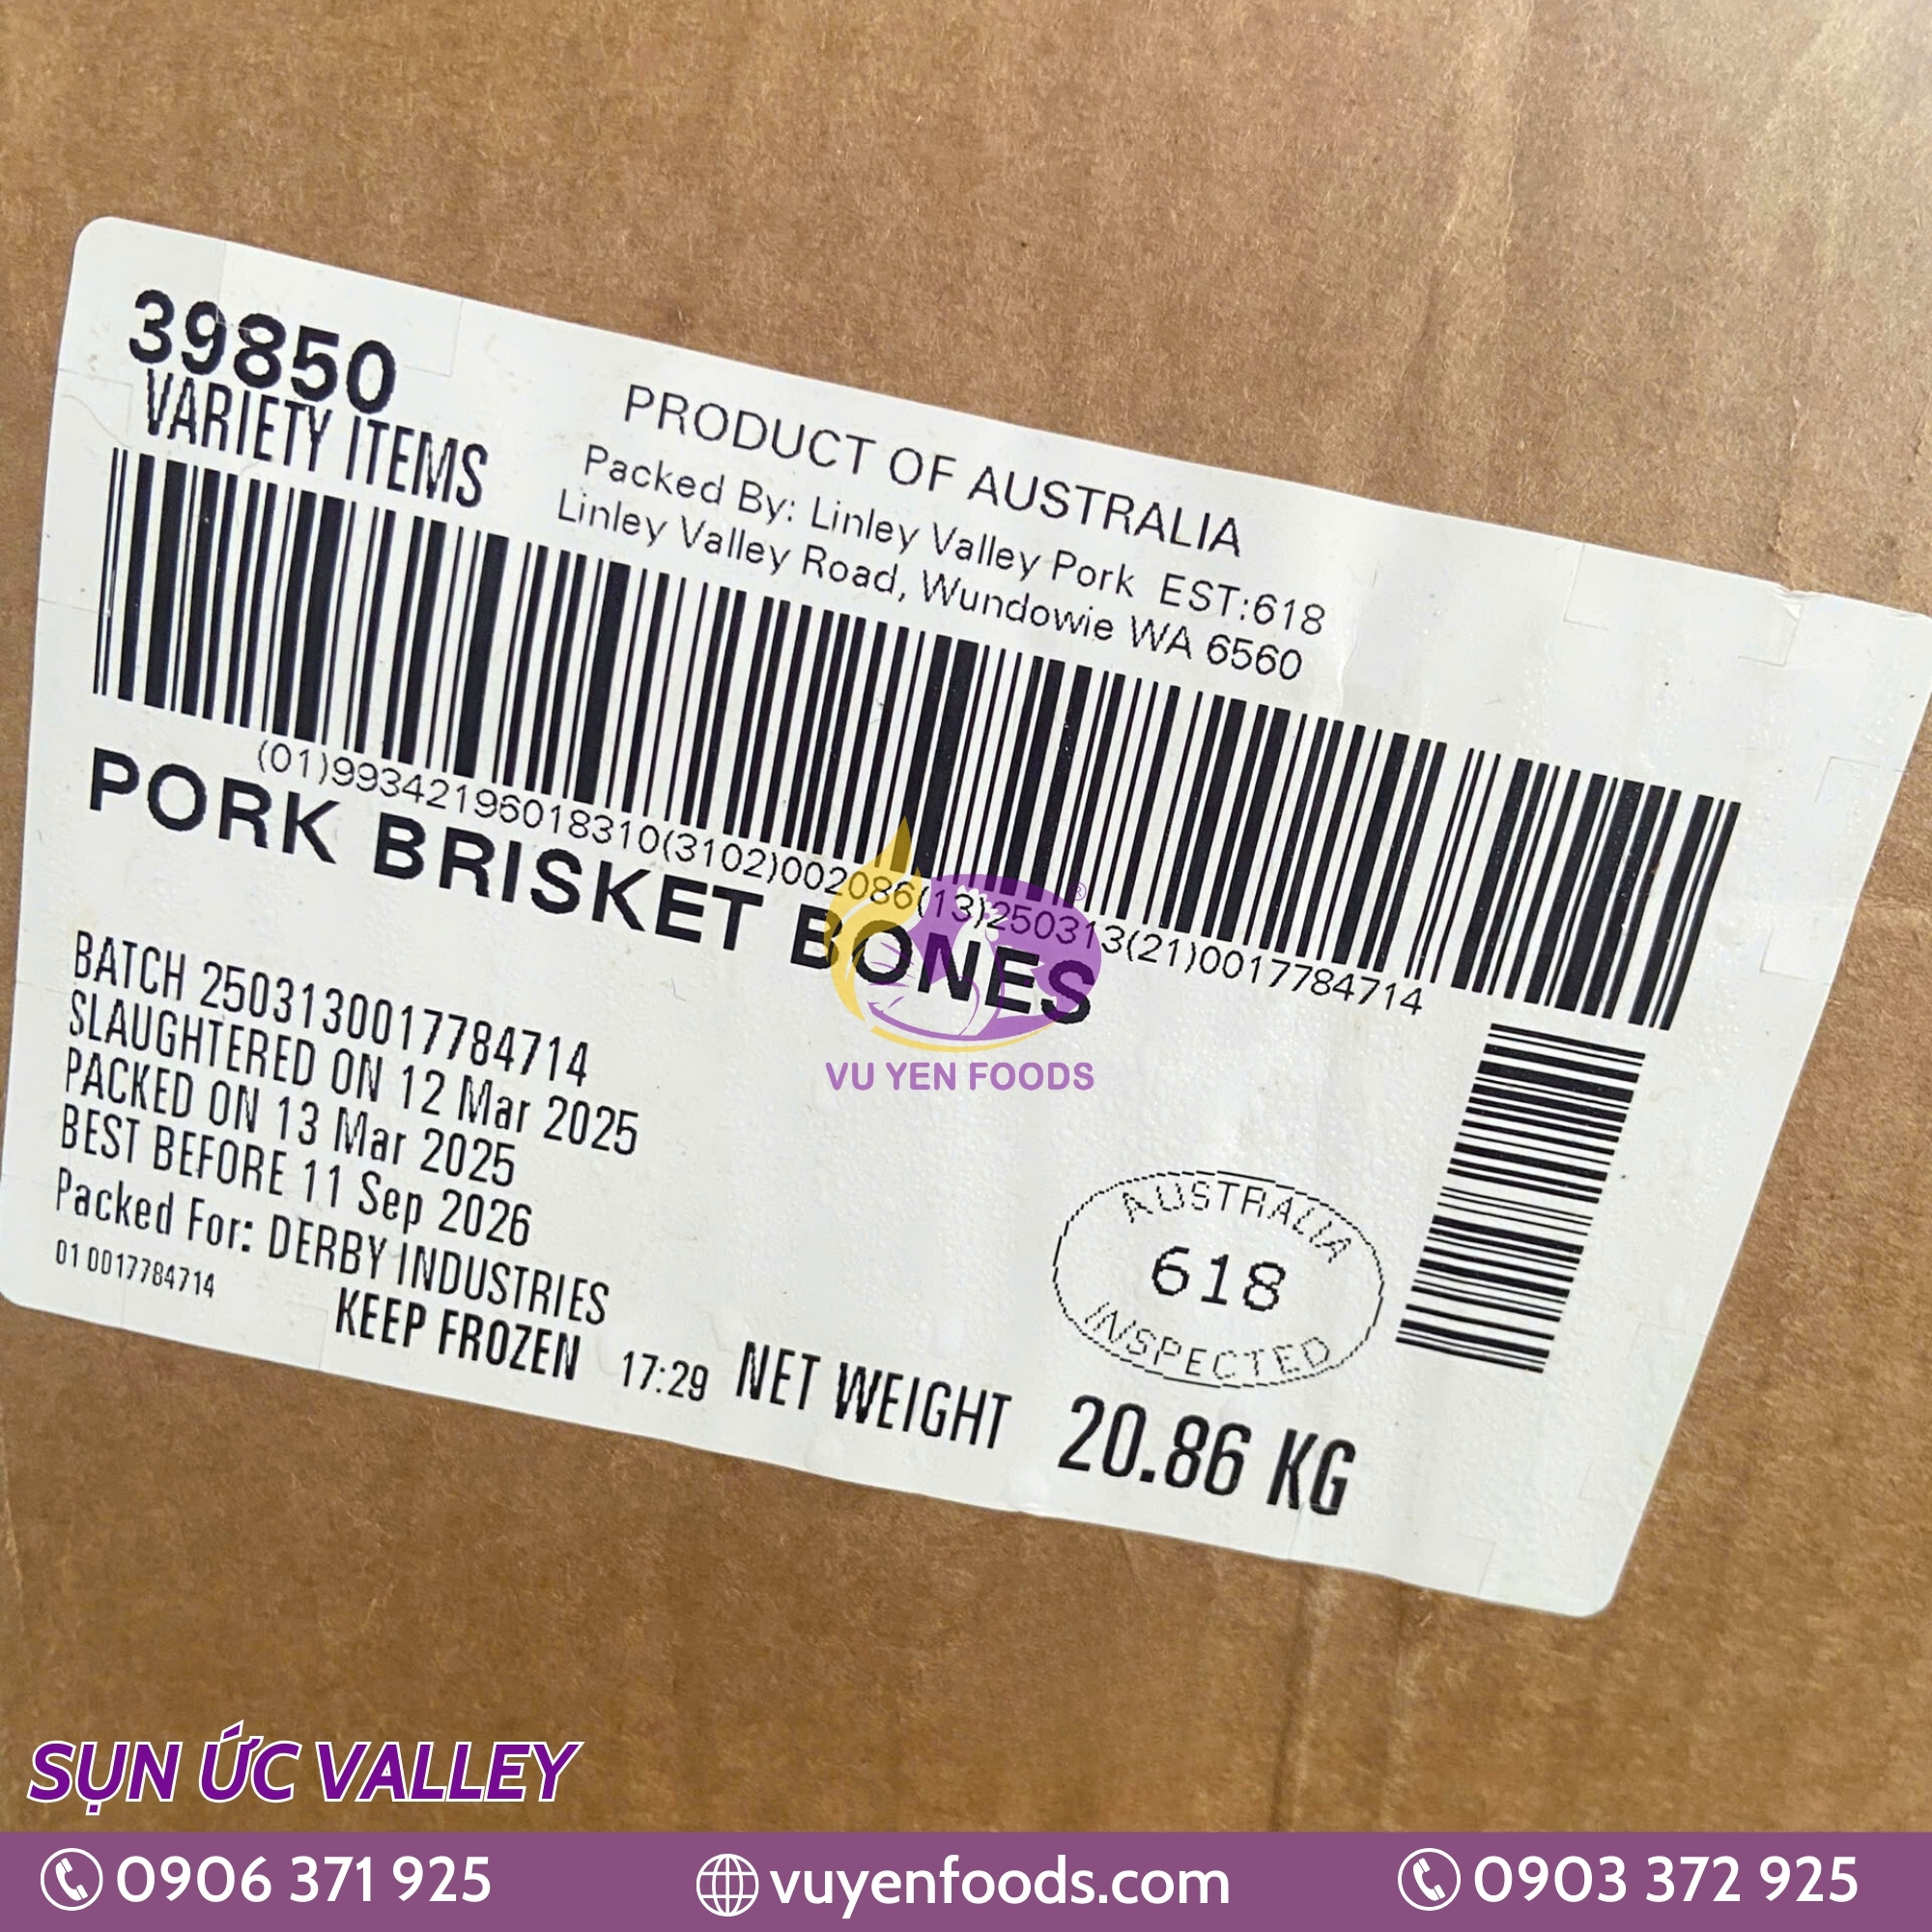 39850
VARIETY ITEMS
PRODUCT OF AUSTRALIA
Packed By: Linley Valley Pork EST:618
Linley Valley Road, Wundowie WA 6560
(01)99342196018310(3102)002086(13)250313(21)0017784714
PORK BRISKET BONES
BATCH 2503130017784714
SLAUGHTERED ON 12 Mar 2025
PACKED ON 13 Mar 2025
BEST BEFORE 11 Sep 2026
Packed For: DERBY INDUSTRIES
01 0017784714
KEEP FROZEN 17:29 NET WEIGHT 20.86 KG
AUSTRALIA
618
INSPECTED
®
VU YEN FOODS
SỤN ÚC VALLEY
0906 371 925
vuyenfoods.com
0903 372 925